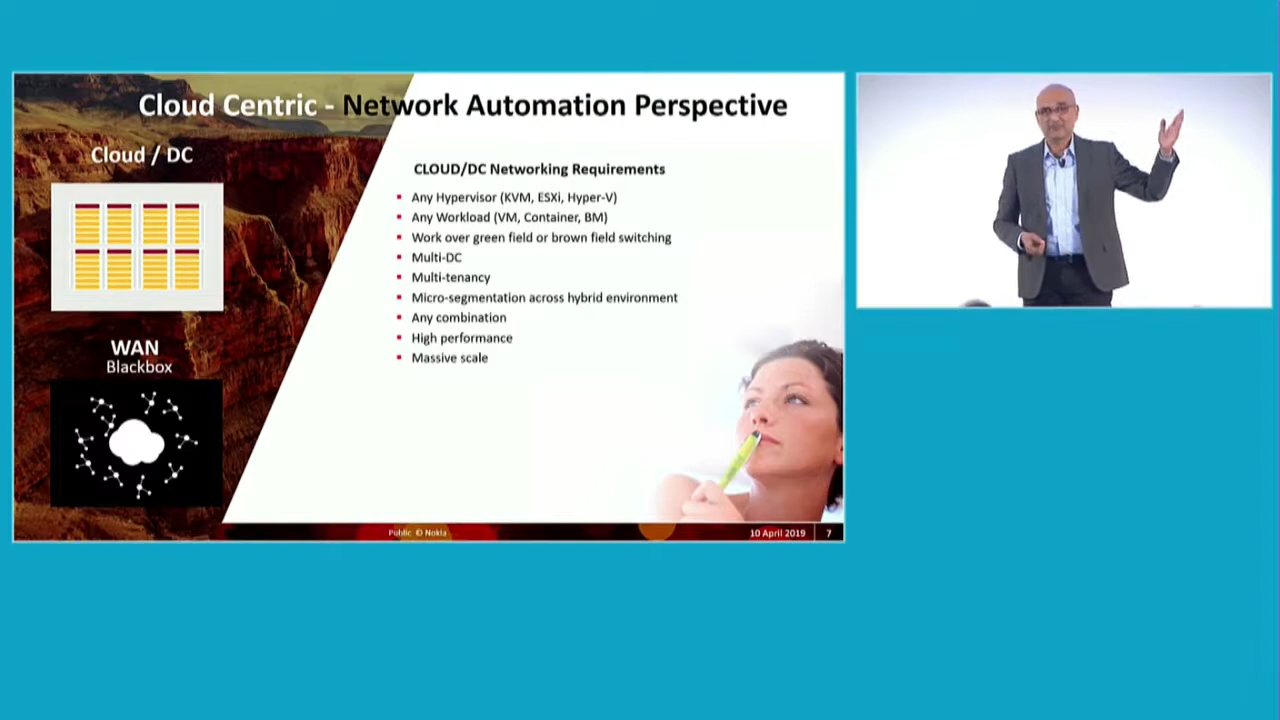 Cloud Centric - Network Automation Perspective
Cloud / DC
CLOUD/DC Networking Requirements
Any Hypervisor (KVM, ESXi, Hyper-V)
Any Workload (VM, Container, BM)
Work over green field or brown field switching
Multi-DC
Multi-tenancy
Micro-segmentation across hybrid environment
Any combination
High performance
Massive scale
WAN
Blackbox
Public © Nokia
10 April 2019
7